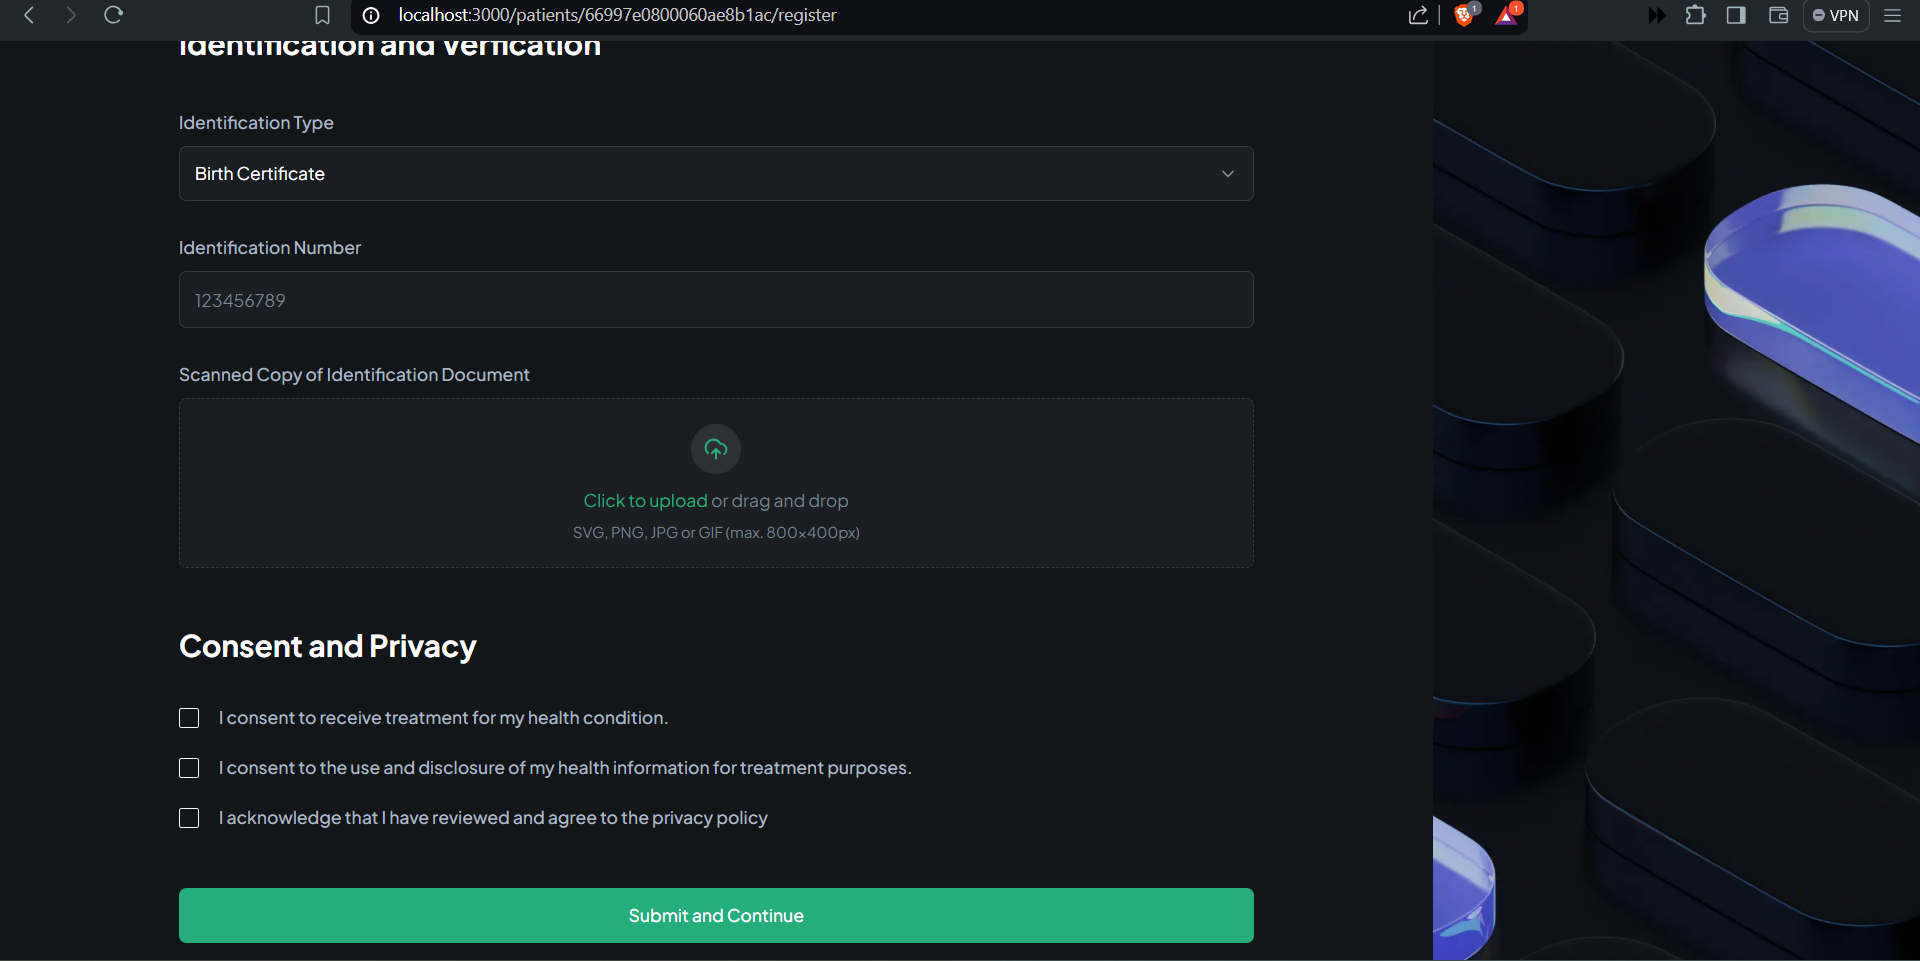 localhost:3000/patients/66997e0800060ae8b1ac/register
1
1
VPN
Identification and Verfication
Identification Type
Birth Certificate
Identification Number
123456789
Scanned Copy of Identification Document
Click to upload or drag and drop
SVG, PNG, JPG or GIF (max. 800×400px)
Consent and Privacy
I consent to receive treatment for my health condition.
I consent to the use and disclosure of my health information for treatment purposes.
I acknowledge that I have reviewed and agree to the privacy policy
Submit and Continue